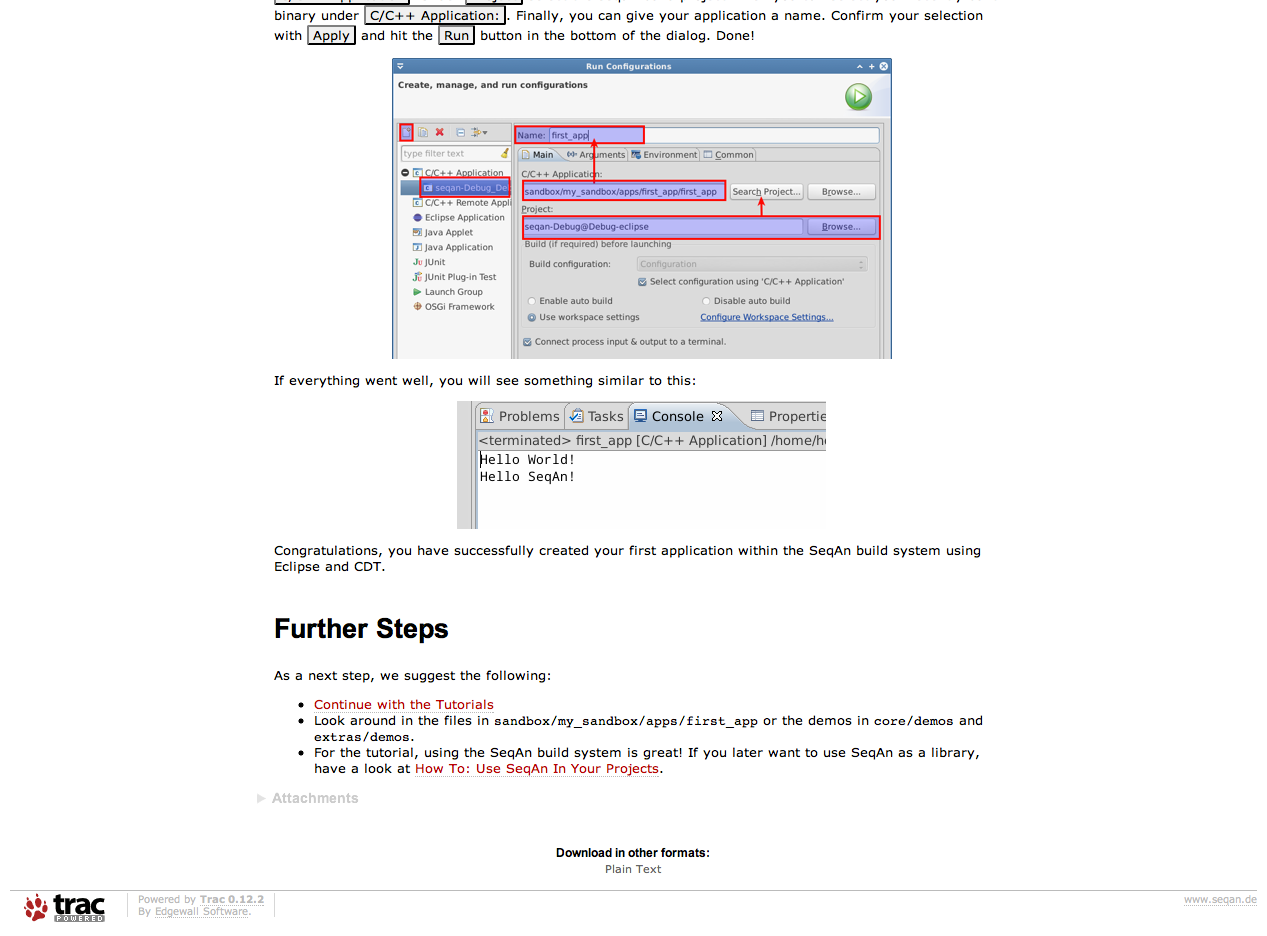 binary under C/C++ Application: . Finally, you can give your application a name. Confirm your selection
with Apply and hit the Run button in the bottom of the dialog. Done!
Run Configurations
Create, manage, and run configurations
Name: first_app
type filter text
Main Arguments Environment Common
C/C++ Application
C/C++ Application:
seqan-Debug_Deb
sandbox/my_sandbox/apps/first_app/first_app Search Project... Browse...
C/C++ Remote Appli
Project:
Eclipse Application
seqan-Debug@Debug-eclipse Browse...
Java Applet
Build (if required) before launching
Java Application
JUnit
Build configuration: Configuration
JUnit Plug-in Test
Select configuration using 'C/C++ Application'
Launch Group
Enable auto build Disable auto build
OSGi Framework
Use workspace settings Configure Workspace Settings...
Connect process input & output to a terminal.
If everything went well, you will see something similar to this:
Problems Tasks Console Propertie
<terminated> first_app [C/C++ Application] /home/h
Hello World!
Hello SeqAn!
Congratulations, you have successfully created your first application within the SeqAn build system using
Eclipse and CDT.
Further Steps
As a next step, we suggest the following:
Continue with the Tutorials
Look around in the files in sandbox/my_sandbox/apps/first_app or the demos in core/demos and
extras/demos.
For the tutorial, using the SeqAn build system is great! If you later want to use SeqAn as a library,
have a look at How To: Use SeqAn In Your Projects.
Attachments
Download in other formats:
Plain Text
trac
POWERED
Powered by Trac 0.12.2
By Edgewall Software.
www.seqan.de